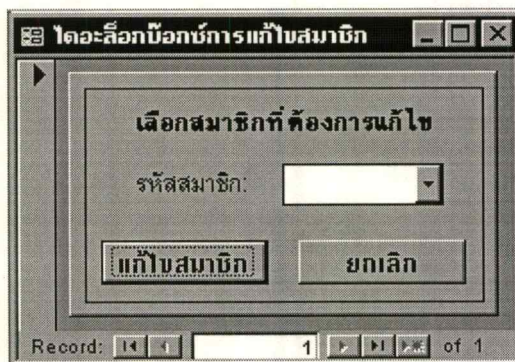 ไดอะล็อกบ๊อกซ์การแก้ไขสมาชิก
เลือกสมาชิกที่ต้องการแก้ไข
รหัสสมาชิก:
แก้ไขสมาชิก ยกเลิก
Record: 1 of 1